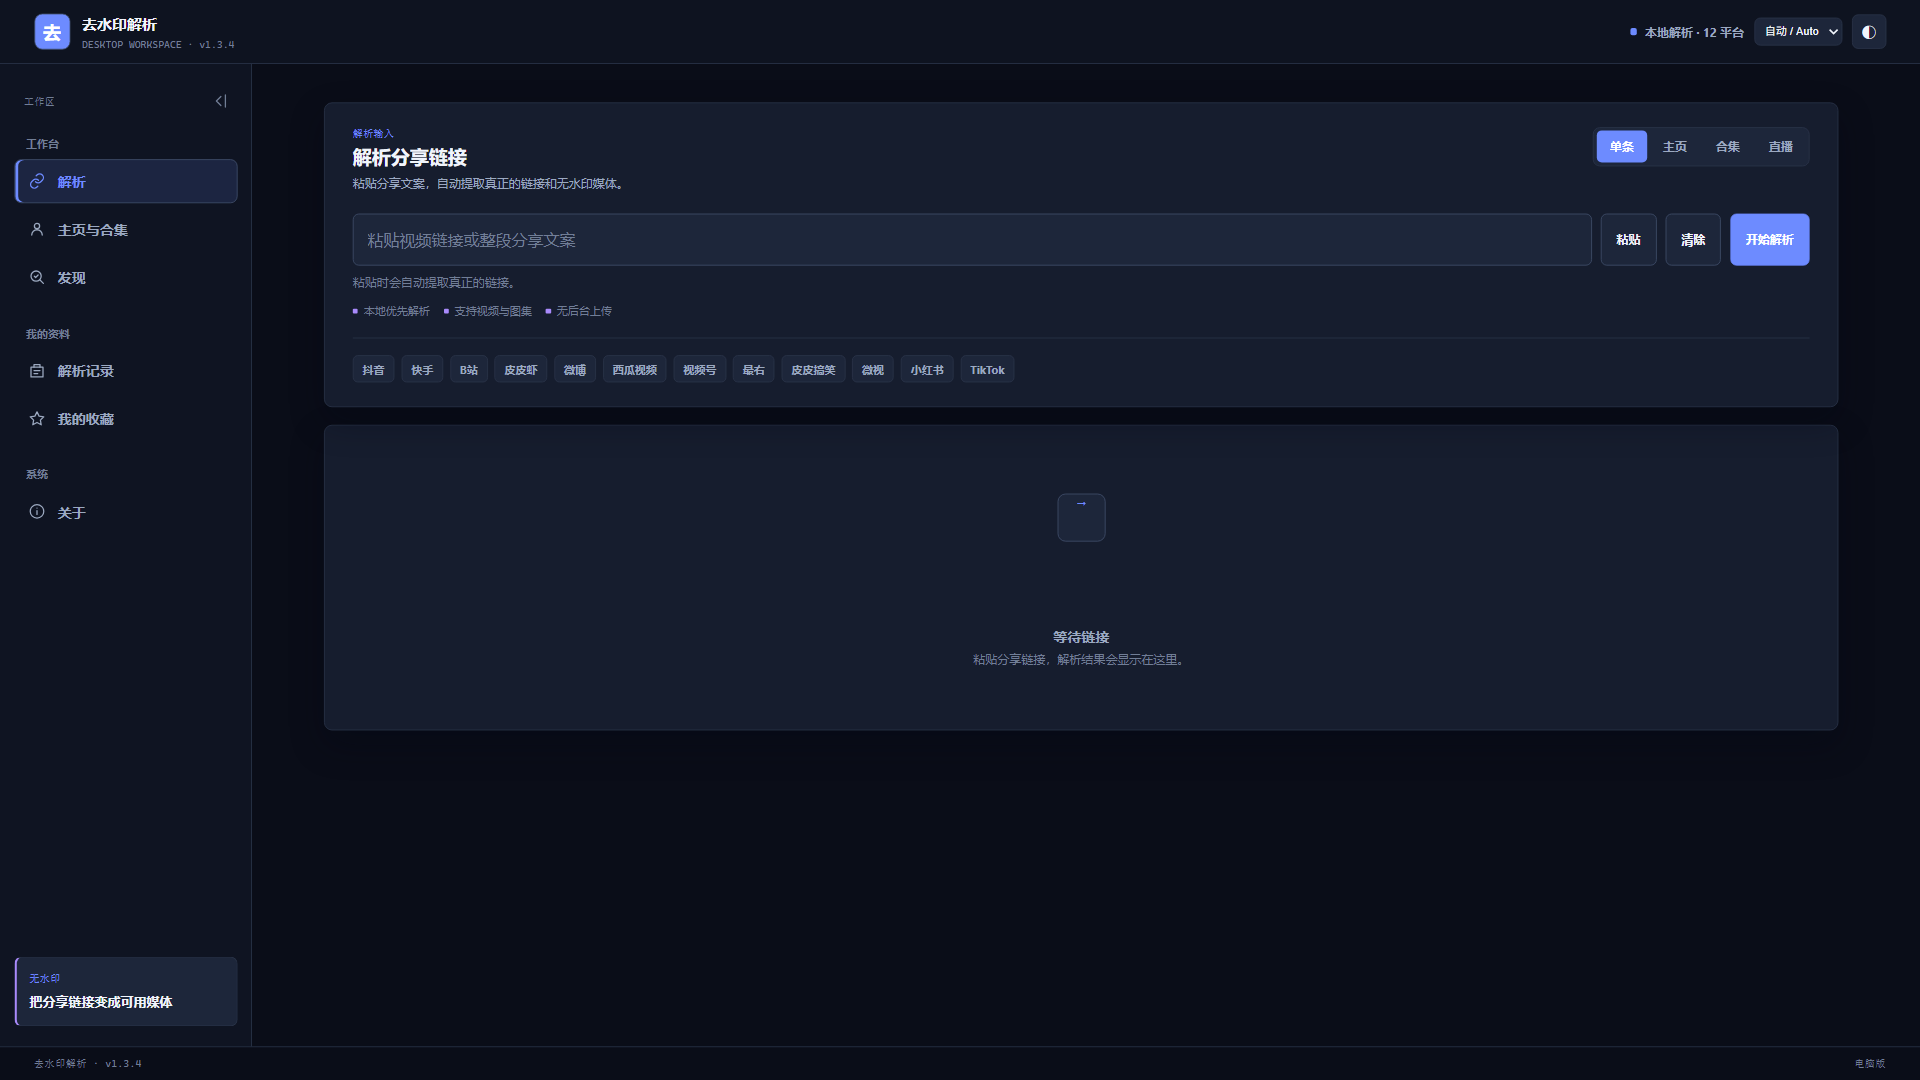 去
去水印解析
DESKTOP WORKSPACE · v1.3.4
本地解析 · 12 平台
自动 / Auto
工作区
工作台
解析
主页与合集
发现
我的资料
解析记录
我的收藏
系统
关于
无水印
把分享链接变成可用媒体
解析输入
解析分享链接
粘贴分享文案，自动提取真正的链接和无水印媒体。
单条 主页 合集 直播
粘贴视频链接或整段分享文案
粘贴 清除 开始解析
粘贴时会自动提取真正的链接。
本地优先解析 支持视频与图集 无后台上传
抖音 快手 B站 皮皮虾 微博 西瓜视频 视频号 最右 皮皮搞笑 微视 小红书 TikTok
→
等待链接
粘贴分享链接，解析结果会显示在这里。
去水印解析 · v1.3.4
电脑版